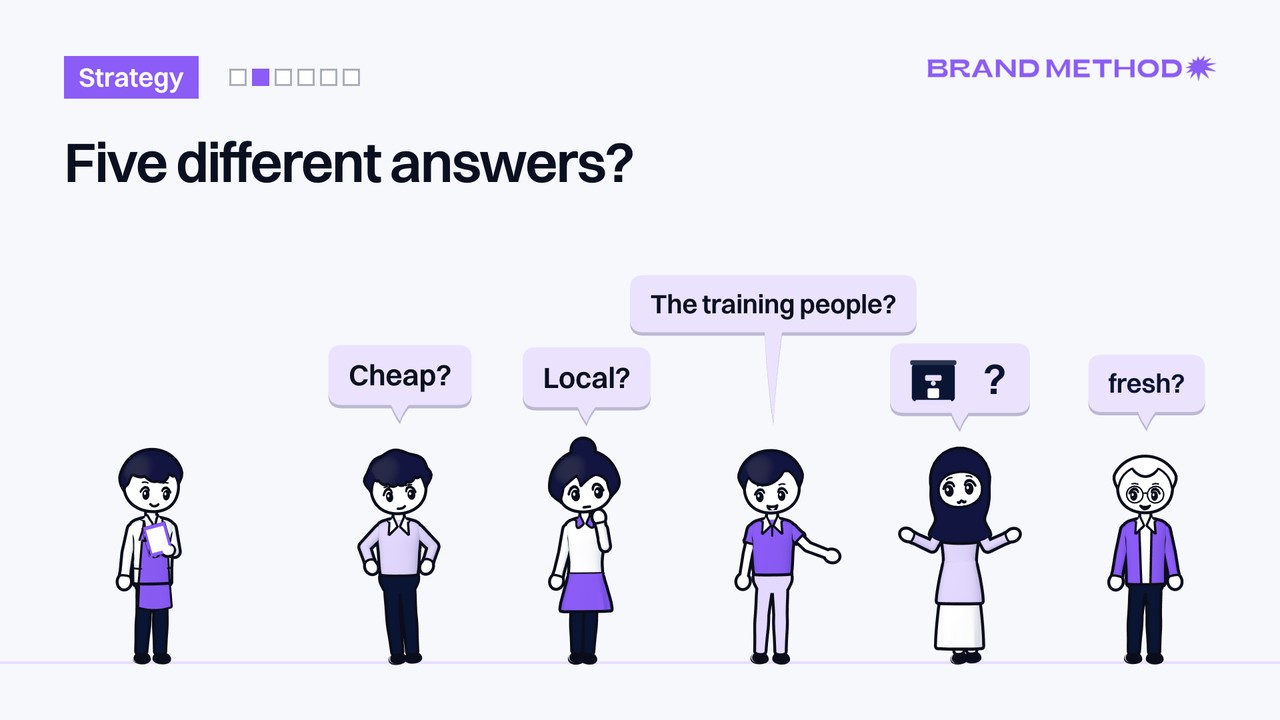 Strategy
BRAND METHOD
Five different answers?
The training people?
Cheap?
Local?
?
fresh?